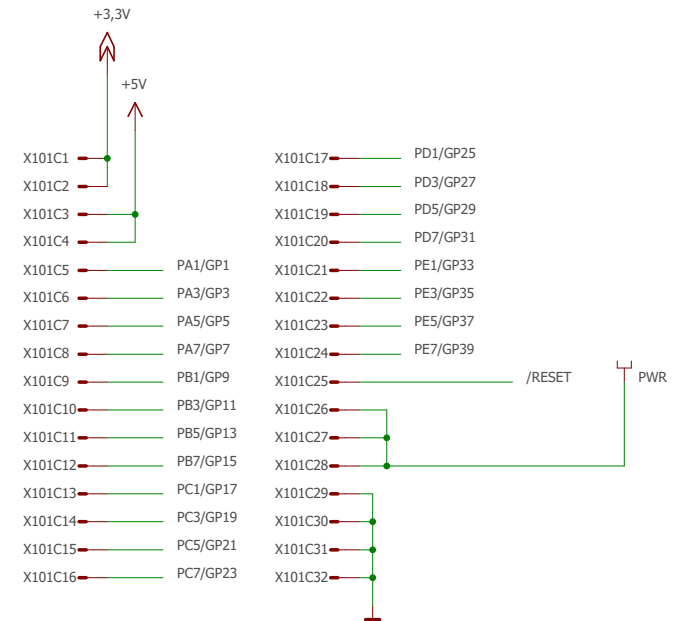 +3,3V
+5V
X101C1
X101C2
X101C3
X101C4
X101C5 PA1/GP1
X101C6 PA3/GP3
X101C7 PA5/GP5
X101C8 PA7/GP7
X101C9 PB1/GP9
X101C10 PB3/GP11
X101C11 PB5/GP13
X101C12 PB7/GP15
X101C13 PC1/GP17
X101C14 PC3/GP19
X101C15 PC5/GP21
X101C16 PC7/GP23
X101C17 PD1/GP25
X101C18 PD3/GP27
X101C19 PD5/GP29
X101C20 PD7/GP31
X101C21 PE1/GP33
X101C22 PE3/GP35
X101C23 PE5/GP37
X101C24 PE7/GP39
X101C25 /RESET PWR
X101C26
X101C27
X101C28
X101C29
X101C30
X101C31
X101C32